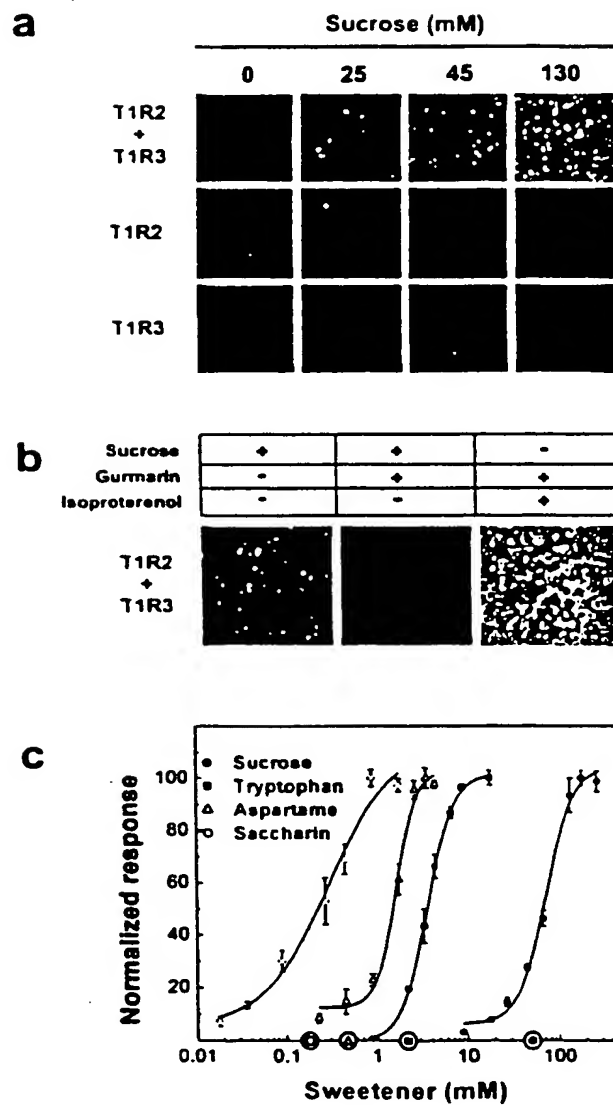 a
Sucrose (mM)
0 25 45 130
T1R2
+
T1R3
T1R2
T1R3
b
Sucrose + + -
Gurmarin - + +
Isoproterenol - - +
T1R2
+
T1R3
c
Sucrose
Tryptophan
Aspartame
Saccharin
Normalized response
100
80
60
40
20
0.01 0.1 1 10 100
Sweetener (mM)